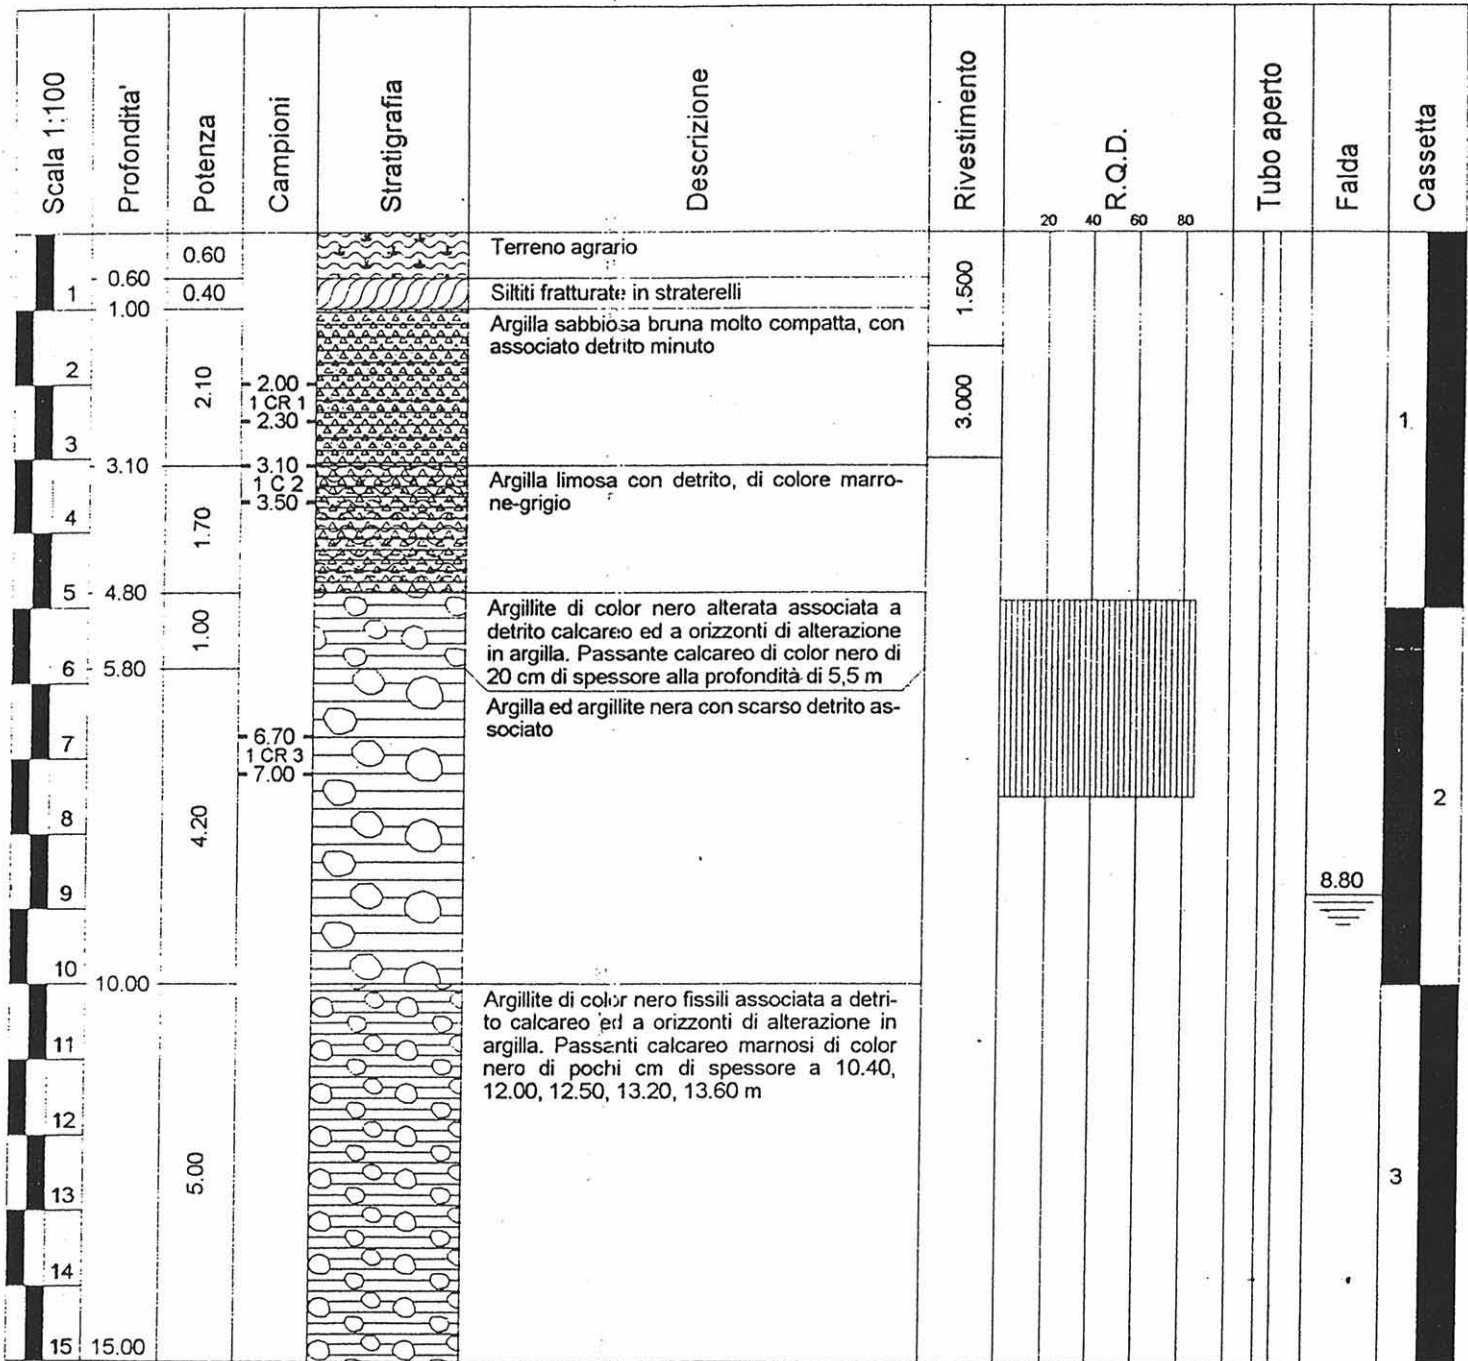 Scala 1:100
Profondita'
Potenza
Campioni
Stratigrafia
Descrizione
Rivestimento
R.Q.D.
20 40 60 80
Tubo aperto
Falda
Cassetta
0.60
Terreno agrario
0.60
1
0.40
Siltiti fratturate in straterelli
1.00
1.500
Argilla sabbiosa bruna molto compatta, con
associato detrito minuto
2
2.10
2.00
1 CR 1
2.30
3.000
1
3
3.10
3.10
1 C 2
3.50
Argilla limosa con detrito, di colore marro-
ne-grigio
4
1.70
5
4.80
Argillite di color nero alterata associata a
detrito calcareo ed a orizzonti di alterazione
in argilla. Passante calcareo di color nero di
20 cm di spessore alla profondità di 5,5 m
1.00
6
5.80
Argilla ed argillite nera con scarso detrito as-
sociato
7
6.70
1 CR 3
7.00
8
4.20
2
9
8.80
10
10.00
Argillite di color nero fissili associata a detri-
to calcareo ed a orizzonti di alterazione in
argilla. Passanti calcareo marnosi di color
nero di pochi cm di spessore a 10.40,
12.00, 12.50, 13.20, 13.60 m
11
12
5.00
13
3
14
15
15.00